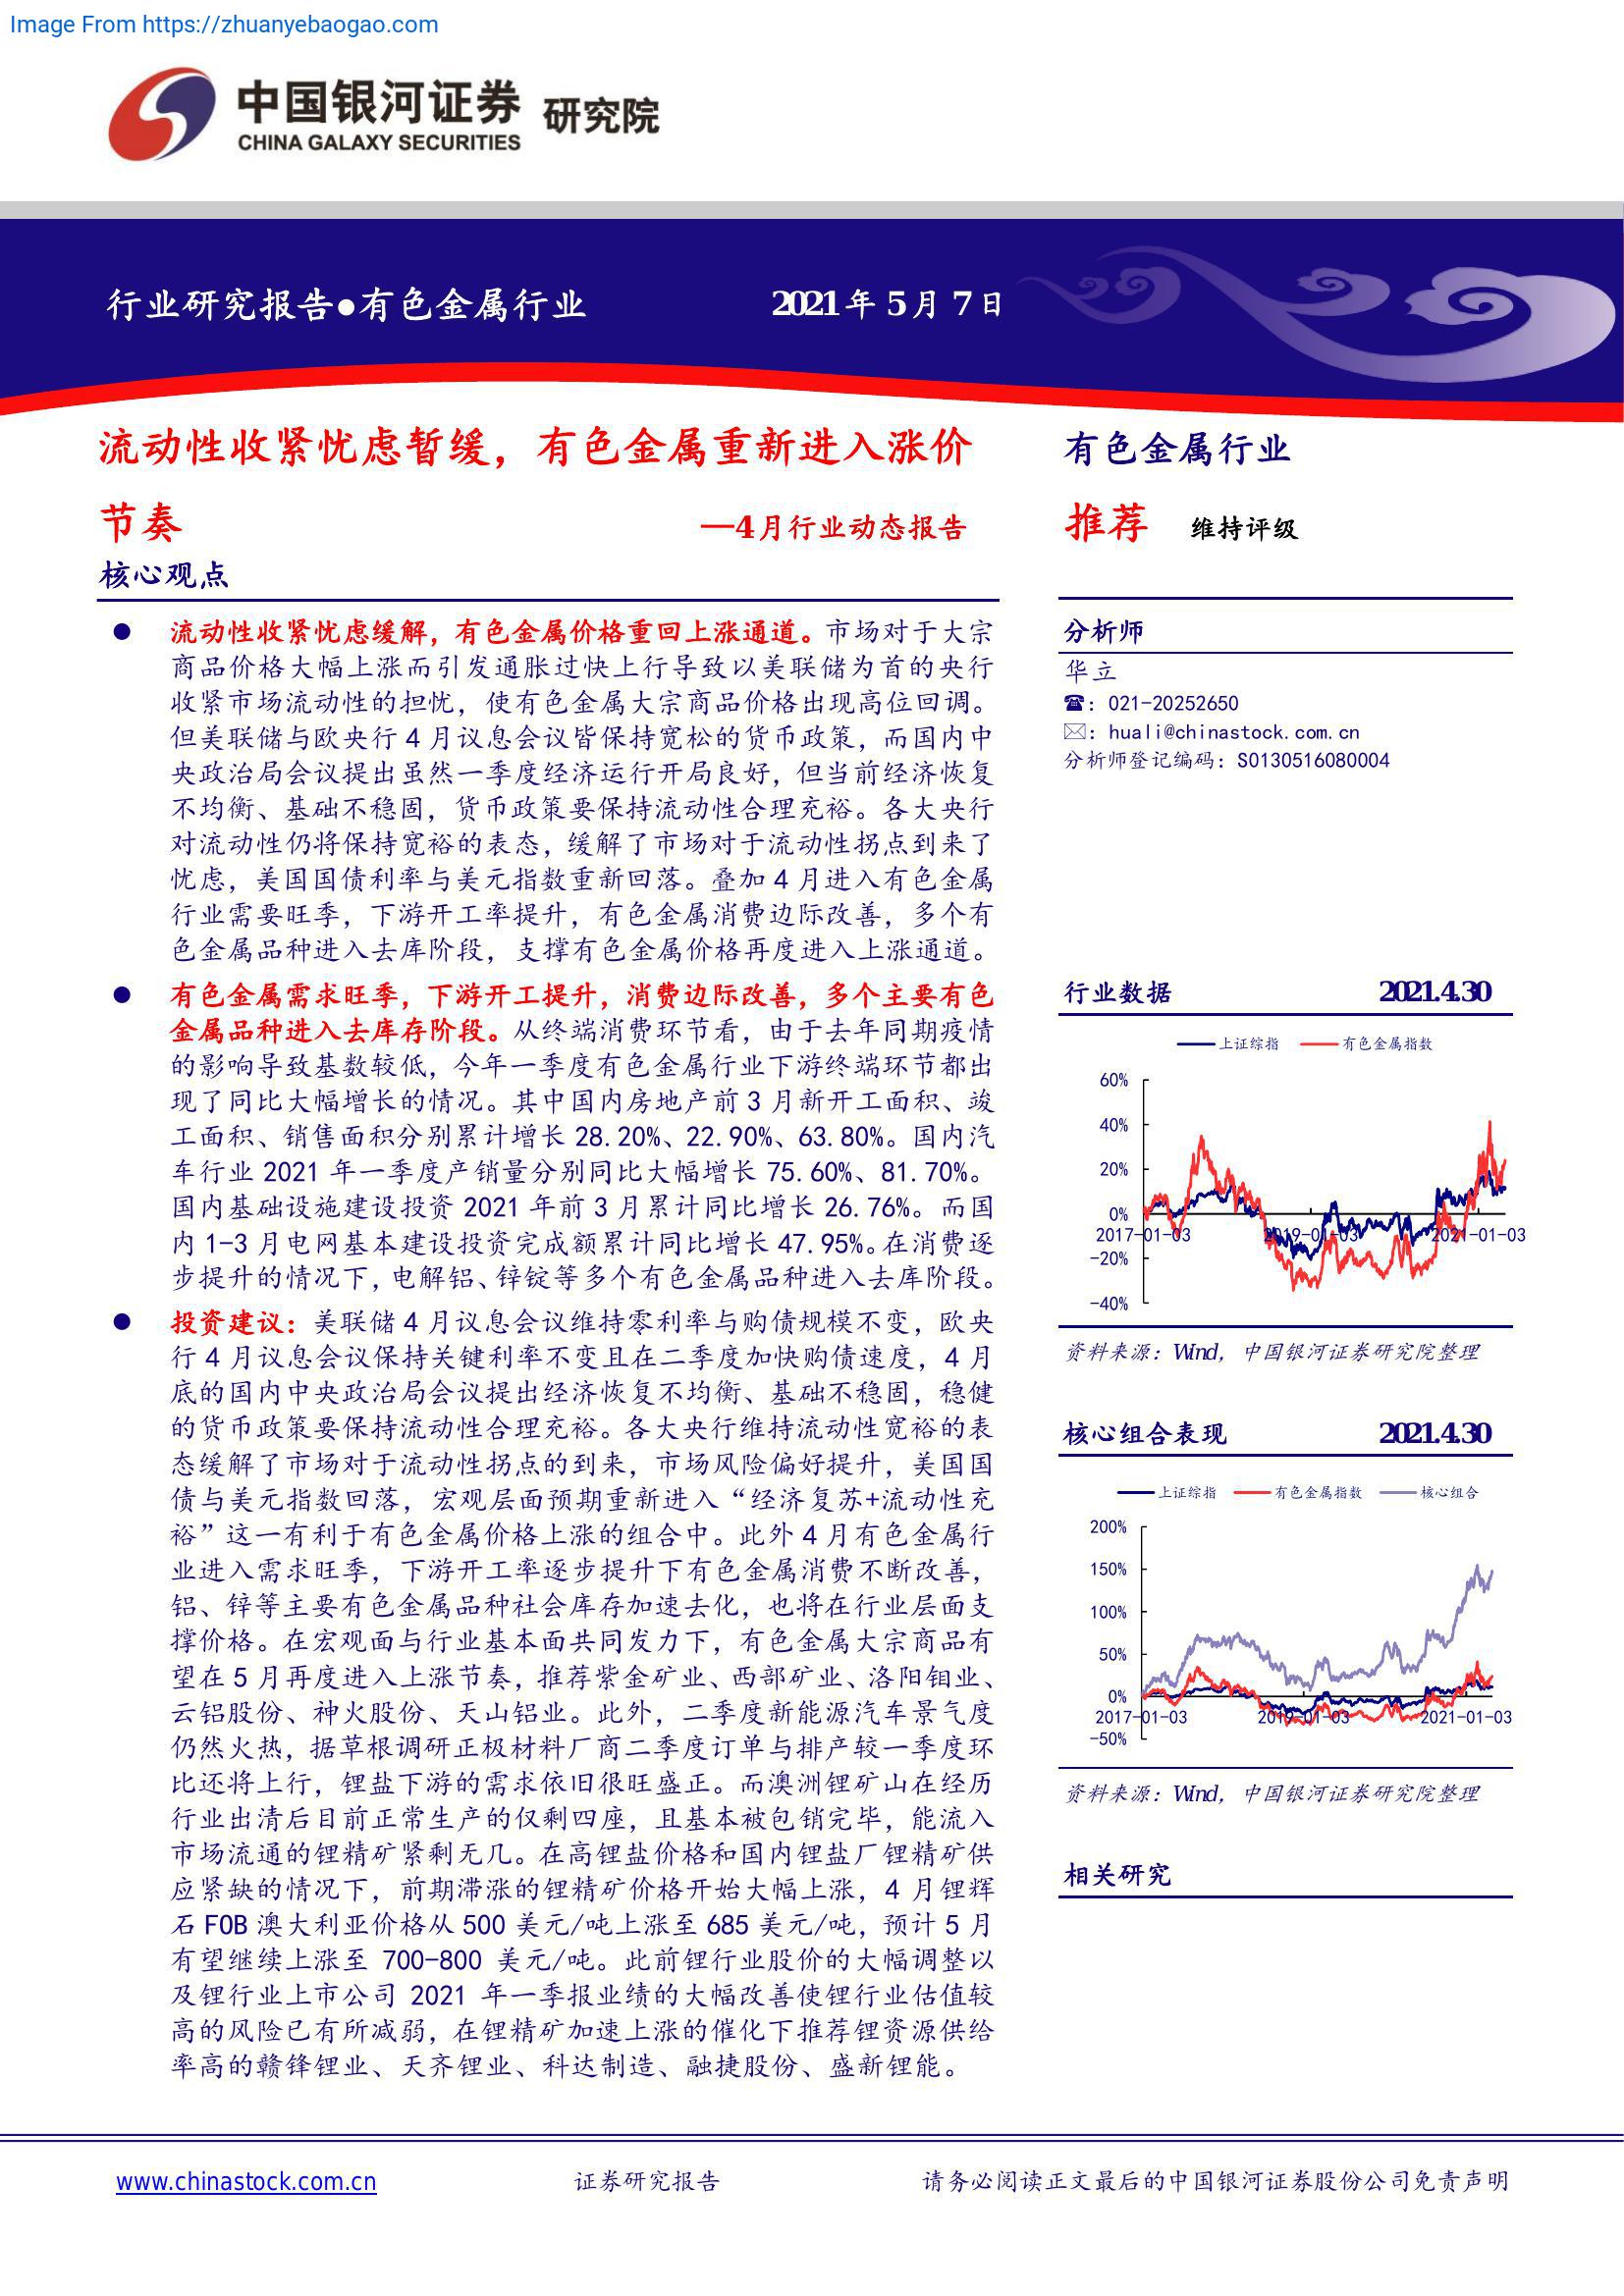 Image From https://zhuanyebaogao.com
中国银河证券 研究院
CHINA GALAXY SECURITIES
行业研究报告●有色金属行业
2021 年 5 月 7 日
流动性收紧忧虑暂缓，有色金属重新进入涨价
节奏
—4 月行业动态报告
核心观点
● 流动性收紧忧虑缓解，有色金属价格重回上涨通道。市场对于大宗
商品价格大幅上涨而引发通胀过快上行导致以美联储为首的央行
收紧市场流动性的担忧，使有色金属大宗商品价格出现高位回调。
但美联储与欧央行 4 月议息会议皆保持宽松的货币政策，而国内中
央政治局会议提出虽然一季度经济运行开局良好，但当前经济恢复
不均衡、基础不稳固，货币政策要保持流动性合理充裕。各大央行
对流动性仍将保持宽裕的表态，缓解了市场对于流动性拐点到来了
忧虑，美国国债利率与美元指数重新回落。叠加 4 月进入有色金属
行业需要旺季，下游开工率提升，有色金属消费边际改善，多个有
色金属品种进入去库阶段，支撑有色金属价格再度进入上涨通道。
● 有色金属需求旺季，下游开工提升，消费边际改善，多个主要有色
金属品种进入去库存阶段。从终端消费环节看，由于去年同期疫情
的影响导致基数较低，今年一季度有色金属行业下游终端环节都出
现了同比大幅增长的情况。其中国内房地产前 3 月新开工面积、竣
工面积、销售面积分别累计增长 28.20%、22.90%、63.80%。国内汽
车行业 2021 年一季度产销量分别同比大幅增长 75.60%、81.70%。
国内基础设施建设投资 2021 年前 3 月累计同比增长 26.76%。而国
内 1-3 月电网基本建设投资完成额累计同比增长 47.95%。在消费逐
步提升的情况下，电解铝、锌锭等多个有色金属品种进入去库阶段。
● 投资建议：美联储 4 月议息会议维持零利率与购债规模不变，欧央
行 4 月议息会议保持关键利率不变且在二季度加快购债速度，4 月
底的国内中央政治局会议提出经济恢复不均衡、基础不稳固，稳健
的货币政策要保持流动性合理充裕。各大央行维持流动性宽裕的表
态缓解了市场对于流动性拐点的到来，市场风险偏好提升，美国国
债与美元指数回落，宏观层面预期重新进入“经济复苏+流动性充
裕”这一有利于有色金属价格上涨的组合中。此外 4 月有色金属行
业进入需求旺季，下游开工率逐步提升下有色金属消费不断改善，
铝、锌等主要有色金属品种社会库存加速去化，也将在行业层面支
撑价格。在宏观面与行业基本面共同发力下，有色金属大宗商品有
望在 5 月再度进入上涨节奏，推荐紫金矿业、西部矿业、洛阳钼业、
云铝股份、神火股份、天山铝业。此外，二季度新能源汽车景气度
仍然火热，据草根调研正极材料厂商二季度订单与排产较一季度环
比还将上行，锂盐下游的需求依旧很旺盛正。而澳洲锂矿山在经历
行业出清后目前正常生产的仅剩四座，且基本被包销完毕，能流入
市场流通的锂精矿紧剩无几。在高锂盐价格和国内锂盐厂锂精矿供
应紧缺的情况下，前期滞涨的锂精矿价格开始大幅上涨，4 月锂辉
石 FOB 澳大利亚价格从 500 美元/吨上涨至 685 美元/吨，预计 5 月
有望继续上涨至 700-800 美元/吨。此前锂行业股价的大幅调整以
及锂行业上市公司 2021 年一季报业绩的大幅改善使锂行业估值较
高的风险已有所减弱，在锂精矿加速上涨的催化下推荐锂资源供给
率高的赣锋锂业、天齐锂业、科达制造、融捷股份、盛新锂能。
有色金属行业
推荐 维持评级
分析师
华立
☎：021-20252650
✉：huali@chinastock.com.cn
分析师登记编码：S0130516080004
行业数据 2021.4.30
上证综指 有色金属指数
60%
40%
20%
0%
2017-01-03 2019-01-03 2021-01-03
-20%
-40%
资料来源：Wind，中国银河证券研究院整理
核心组合表现 2021.4.30
上证综指 有色金属指数 核心组合
200%
150%
100%
50%
0%
2017-01-03 2019-01-03 2021-01-03
-50%
资料来源：Wind，中国银河证券研究院整理
相关研究
www.chinastock.com.cn 证券研究报告 请务必阅读正文最后的中国银河证券股份公司免责声明